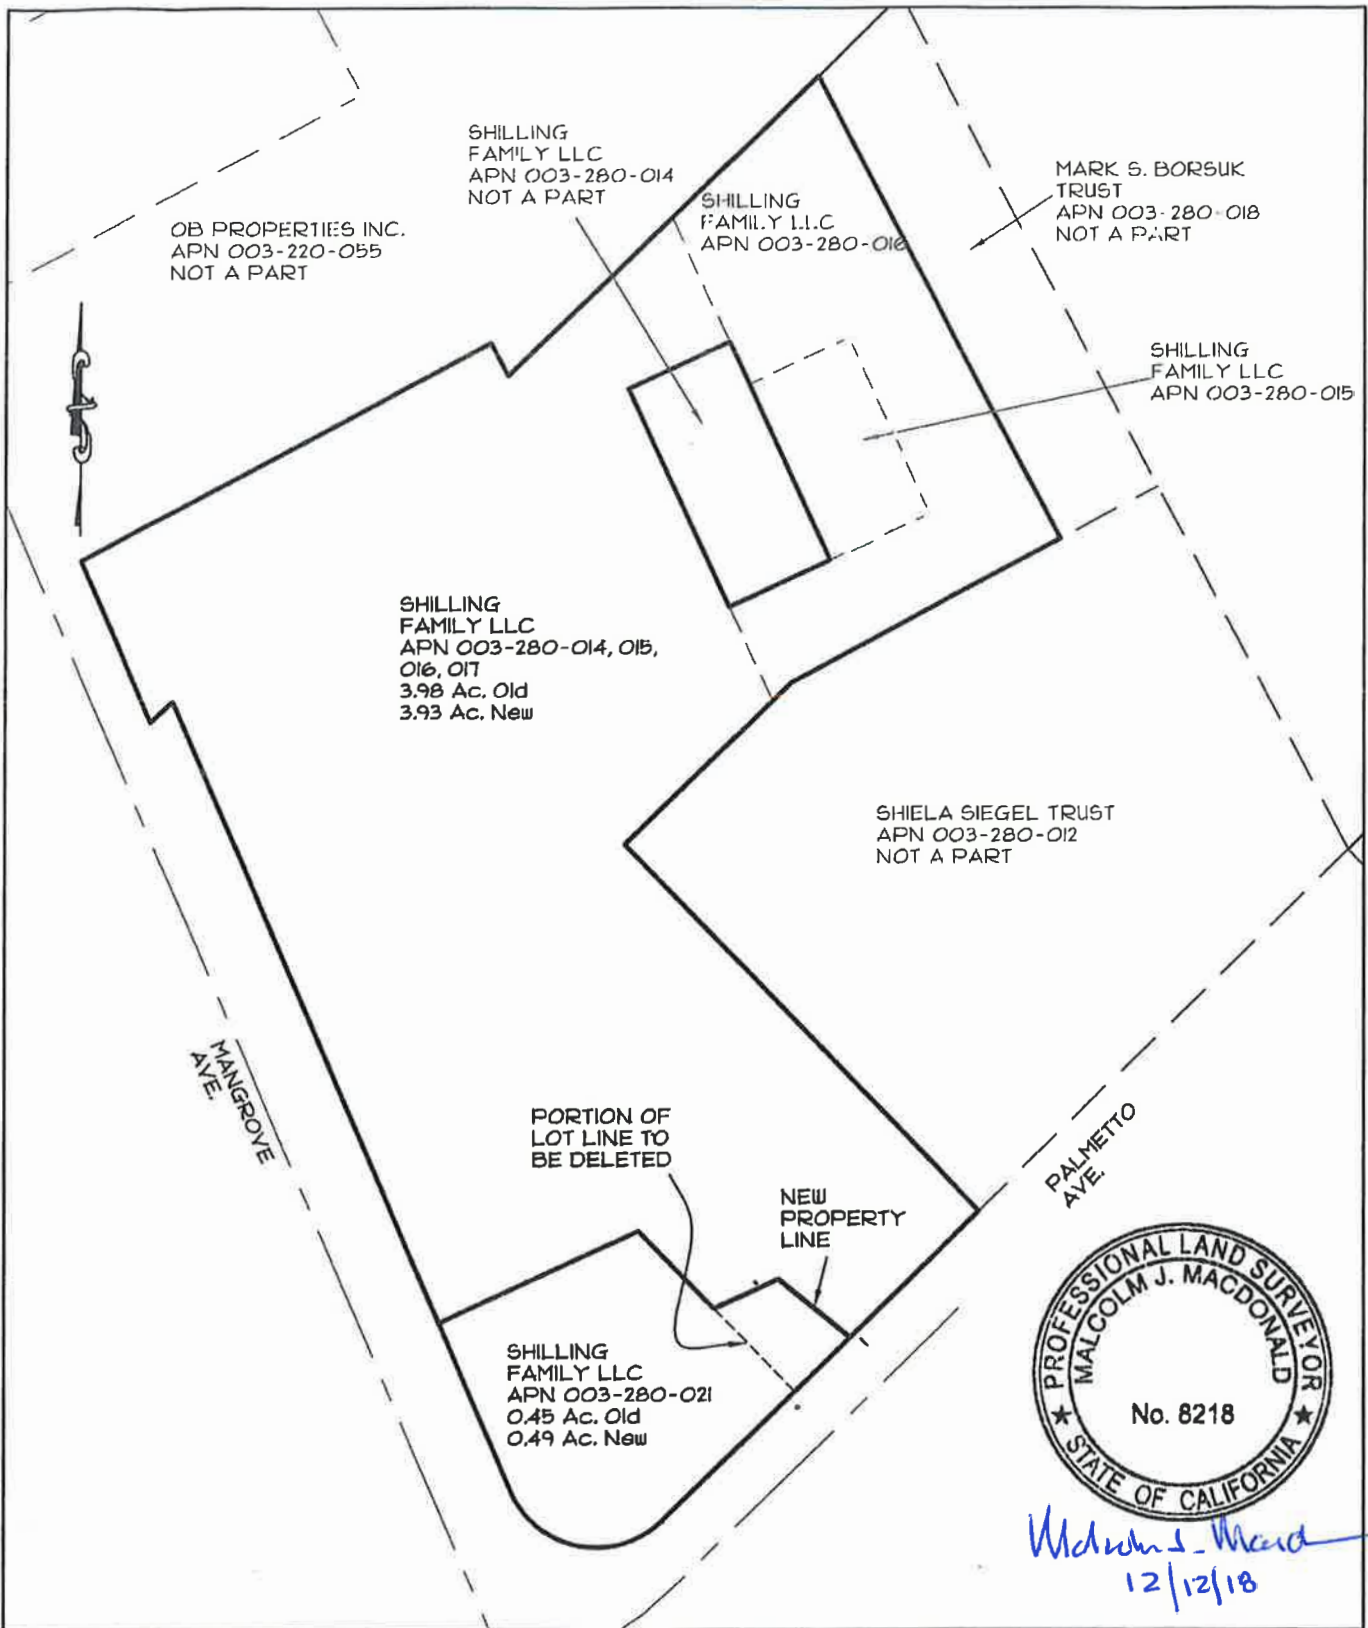 SHILLING
FAMILY LLC
APN 003-280-014
NOT A PART
OB PROPERTIES INC.
APN 003-220-055
NOT A PART
SHILLING
FAMILY LLC
APN 003-280-016
MARK S. BORSUK
TRUST
APN 003-280-018
NOT A PART
SHILLING
FAMILY LLC
APN 003-280-015
SHILLING
FAMILY LLC
APN 003-280-014, 015,
016, 017
3.98 Ac. Old
3.93 Ac. New
SHIELA SIEGEL TRUST
APN 003-280-012
NOT A PART
MANGROVE
AVE.
PORTION OF
LOT LINE TO
BE DELETED
NEW
PROPERTY
LINE
PALMETTO
AVE.
SHILLING
FAMILY LLC
APN 003-280-021
0.45 Ac. Old
0.49 Ac. New
PROFESSIONAL LAND SURVEYOR
MALCOLM J. MACDONALD
No. 8218
STATE OF CALIFORNIA
12/12/18